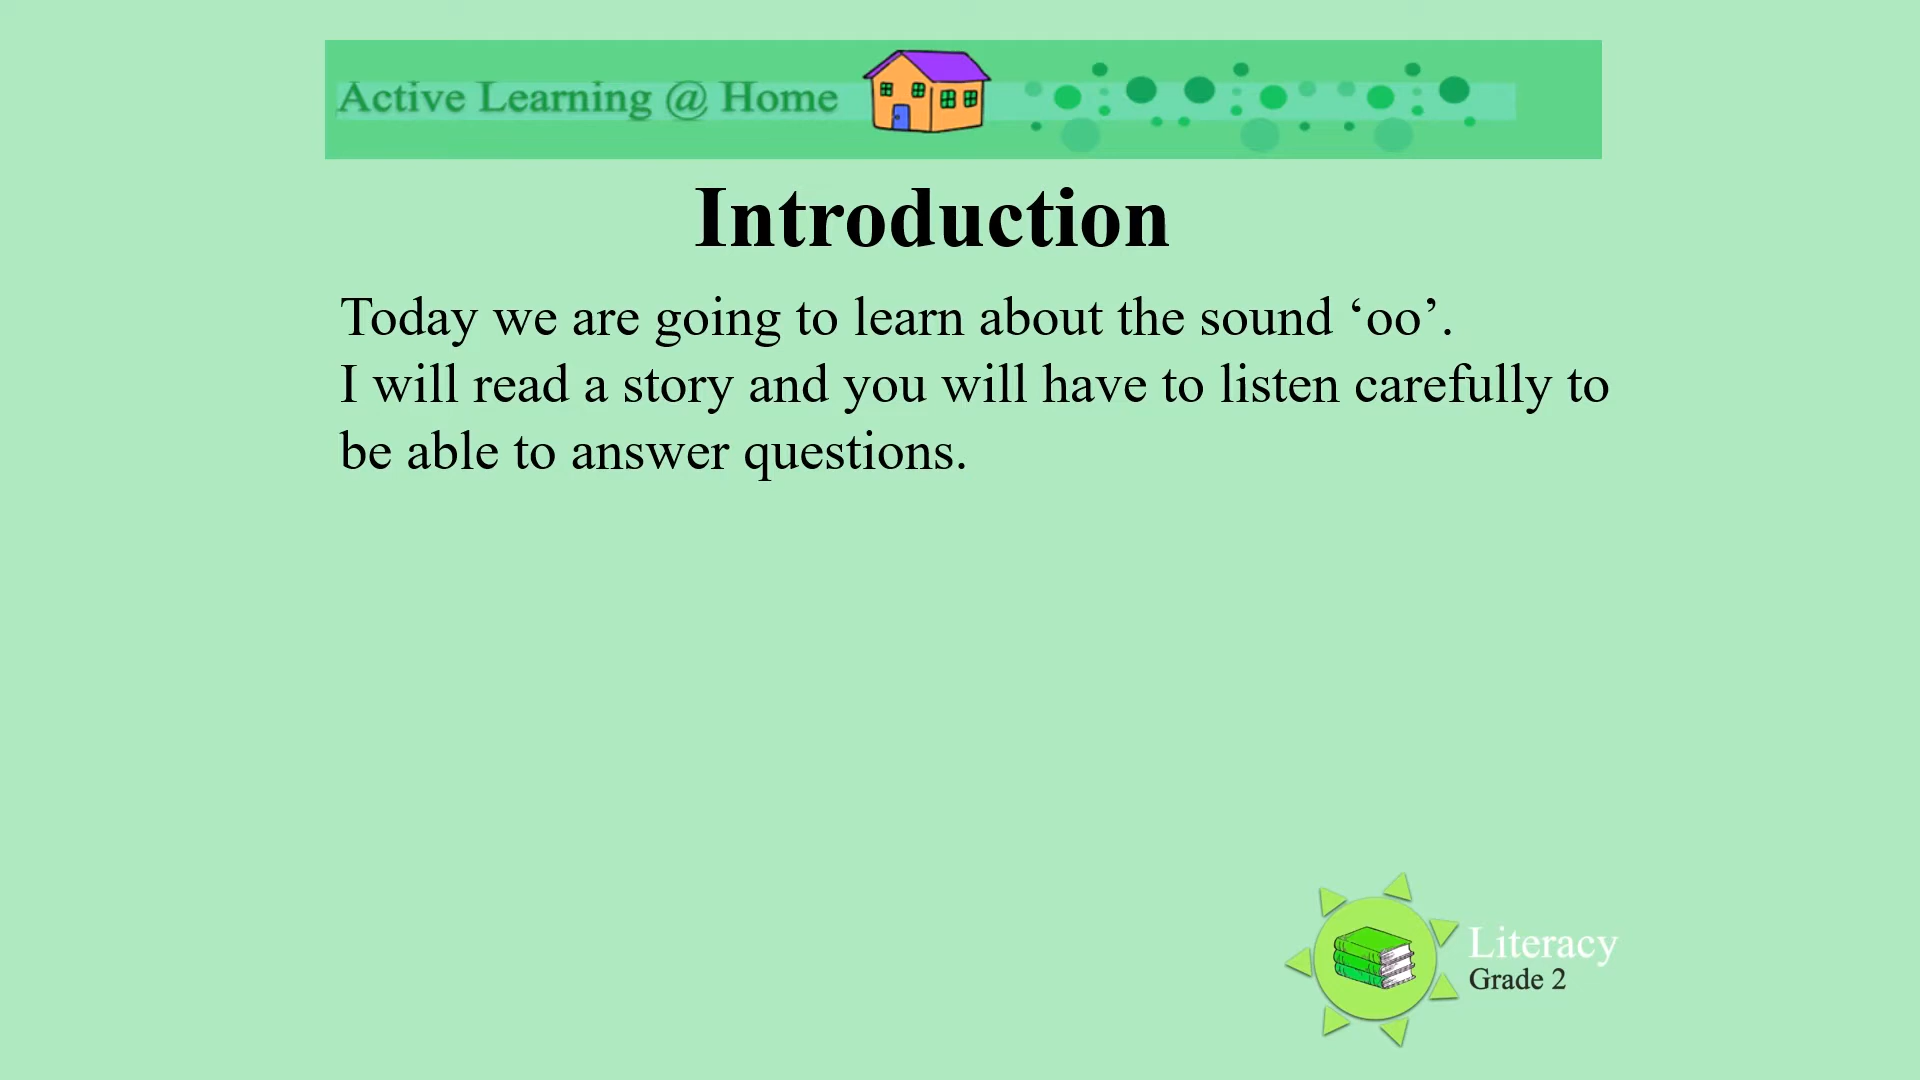 Active Learning @ Home
Introduction
Today we are going to learn about the sound ‘oo’.
I will read a story and you will have to listen carefully to
be able to answer questions.
Literacy
Grade 2